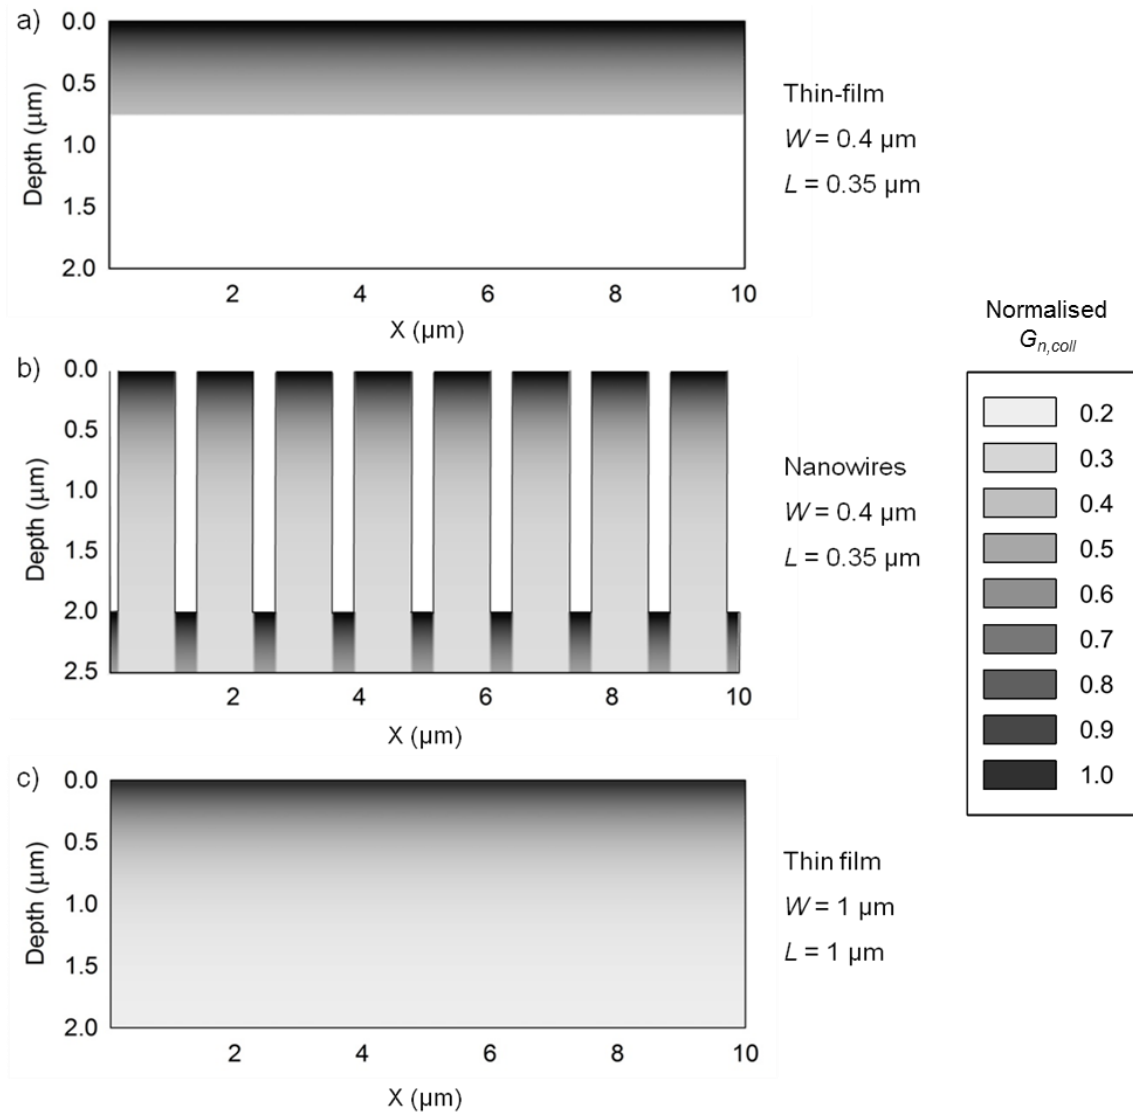 a)
0.0
0.5
1.0
1.5
2.0
Depth (μm)
2 4 6 8 10
X (μm)
Thin-film
W = 0.4 μm
L = 0.35 μm
b)
0.0
0.5
1.0
1.5
2.0
2.5
Depth (μm)
2 4 6 8 10
X (μm)
Nanowires
W = 0.4 μm
L = 0.35 μm
Normalised
Gn,coll
0.2
0.3
0.4
0.5
0.6
0.7
0.8
0.9
1.0
c)
0.0
0.5
1.0
1.5
2.0
Depth (μm)
2 4 6 8 10
X (μm)
Thin film
W = 1 μm
L = 1 μm